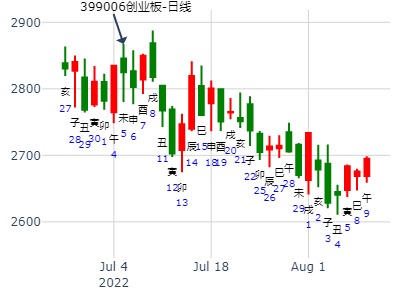 399006创业板-日线
2900
2800
2700
2600
亥
27
子
28
丑
29
寅
30
卯
1
午
4
未
5
申
6
酉
7
戌
8
丑
11
寅
12
卯
13
辰
14
巳
15
申
18
酉
19
戌
20
亥
21
子
22
卯
25
辰
26
巳
27
午
28
未
29
戌
1
亥
2
子
3
丑
4
寅
5
巳
8
午
9
Jul 4
2022
Jul 18
Aug 1